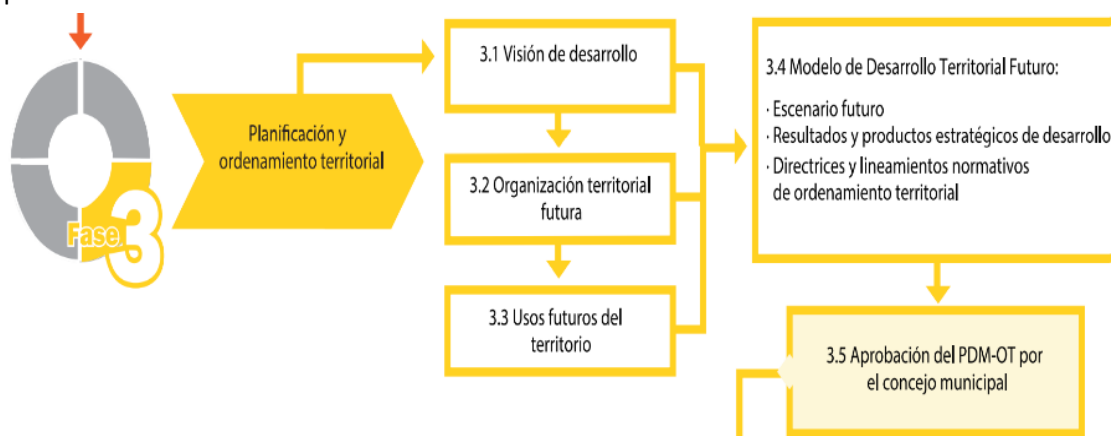 Fase
3
Planificación y
ordenamiento territorial
3.1 Visión de desarrollo
3.2 Organización territorial
futura
3.3 Usos futuros del
territorio
3.4 Modelo de Desarrollo Territorial Futuro:
· Escenario futuro
· Resultados y productos estratégicos de desarrollo
· Directrices y lineamientos normativos
de ordenamiento territorial
3.5 Aprobación del PDM-OT por
el concejo municipal